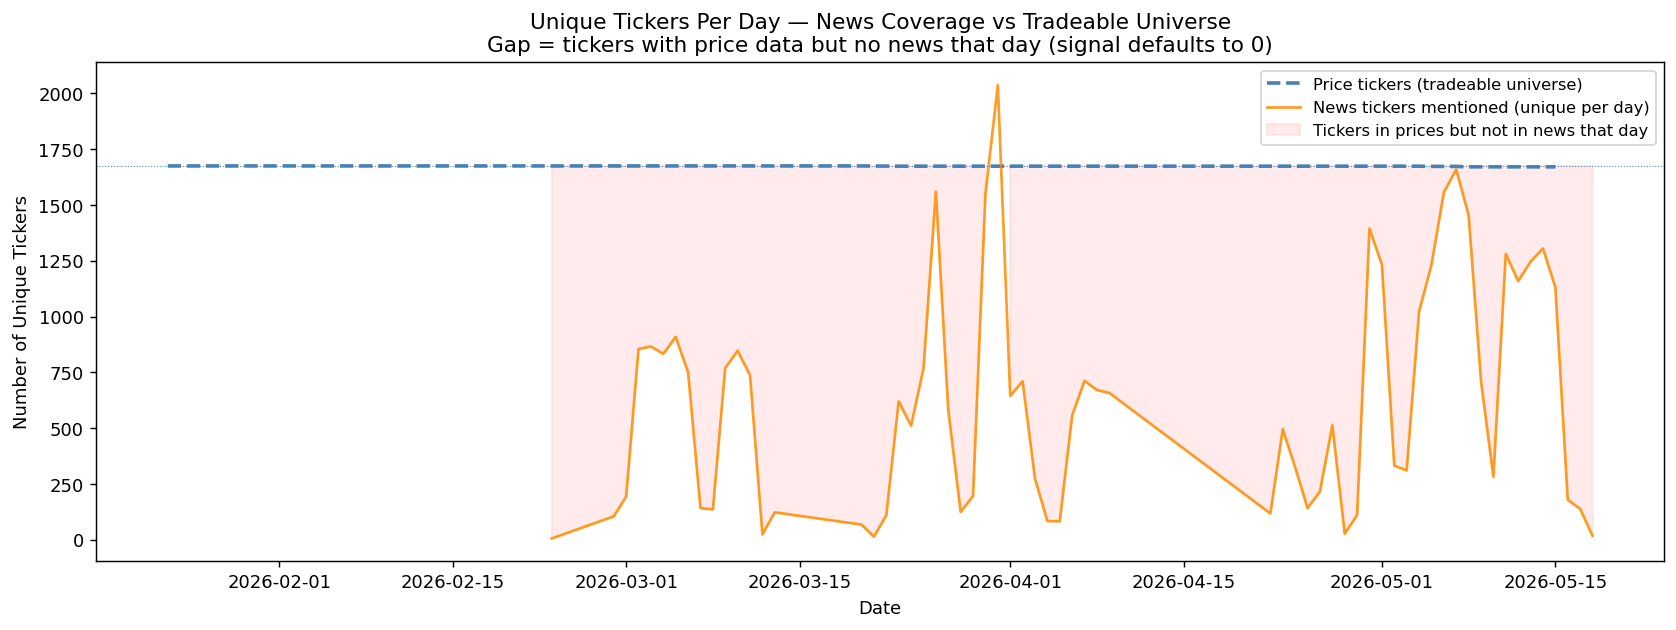 Unique Tickers Per Day — News Coverage vs Tradeable Universe
Gap = tickers with price data but no news that day (signal defaults to 0)
Price tickers (tradeable universe)
News tickers mentioned (unique per day)
Tickers in prices but not in news that day
Number of Unique Tickers
2000
1750
1500
1250
1000
750
500
250
0
2026-02-01
2026-02-15
2026-03-01
2026-03-15
2026-04-01
2026-04-15
2026-05-01
2026-05-15
Date